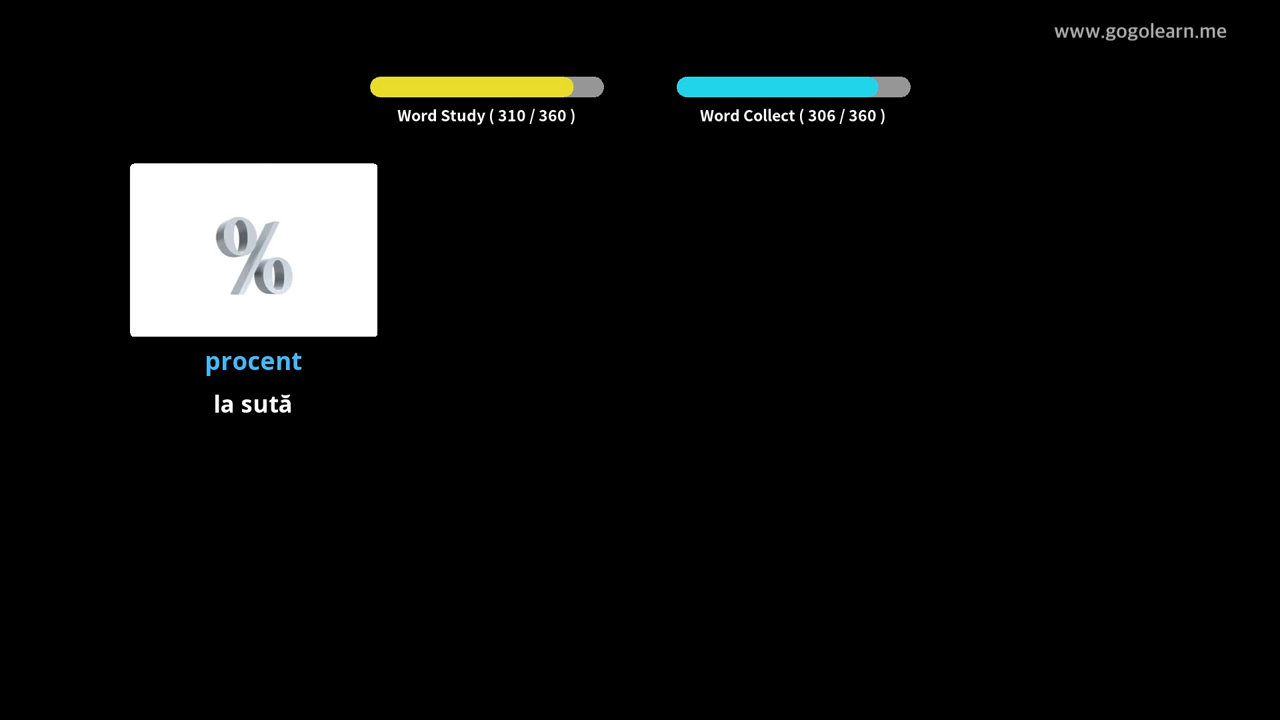 www.gogolearn.me
Word Study ( 310 / 360 )
Word Collect ( 306 / 360 )
%
procent
la sută